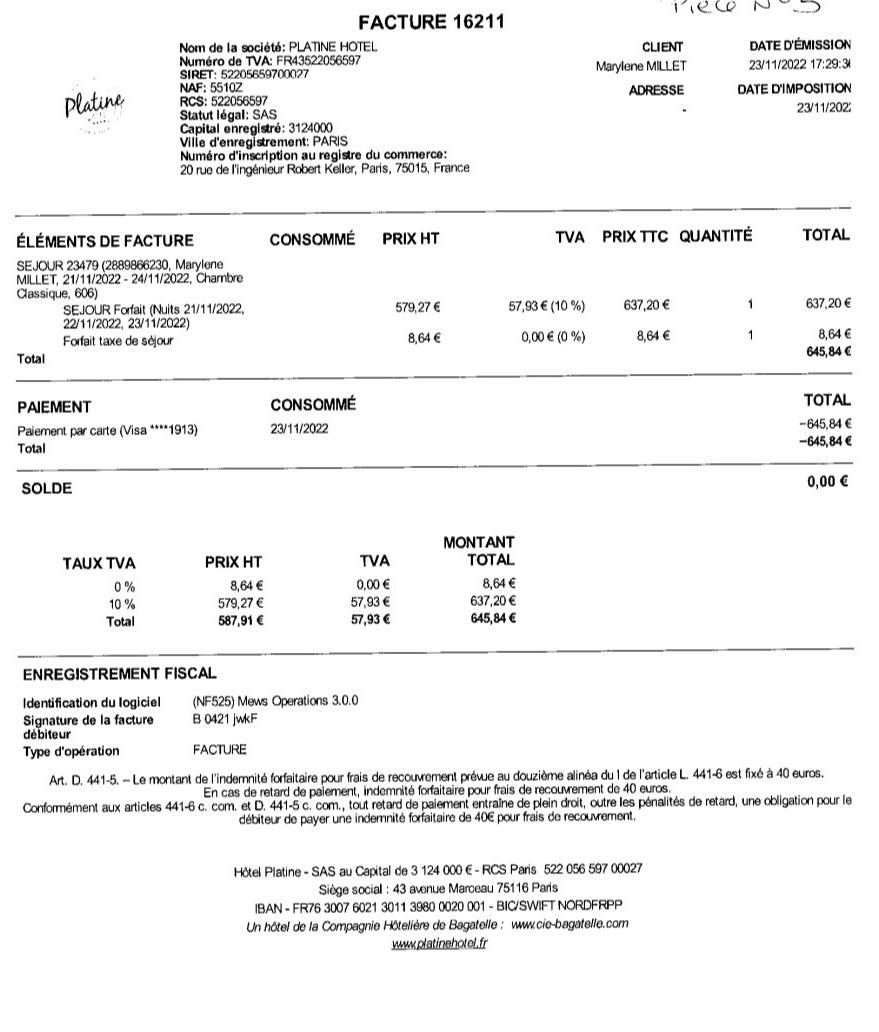 Pièce N° 5
FACTURE 16211
Platine
Nom de la société: PLATINE HOTEL
Numéro de TVA: FR43522056597
SIRET: 52205659700027
NAF: 5510Z
RCS: 522056597
Statut légal: SAS
Capital enregistré: 3124000
Ville d'enregistrement: PARIS
Numéro d'inscription au registre du commerce:
20 rue de l'ingénieur Robert Keller, Paris, 75015, France
CLIENT
Marylene MILLET
ADRESSE
-
DATE D'ÉMISSION
23/11/2022 17:29:3
DATE D'IMPOSITION
23/11/202
ÉLÉMENTS DE FACTURE CONSOMMÉ PRIX HT TVA PRIX TTC QUANTITÉ TOTAL
SEJOUR 23479 (2889866230, Marylene
MILLET, 21/11/2022 - 24/11/2022, Chambre
Classique, 606)
SEJOUR Forfait (Nuits 21/11/2022, 579,27 € 57,93 € (10 %) 637,20 € 1 637,20 €
22/11/2022, 23/11/2022)
Forfait taxe de séjour 8,64 € 0,00 € (0 %) 8,64 € 1 8,64 €
Total 645,84 €
PAIEMENT CONSOMMÉ TOTAL
Paiement par carte (Visa ****1913) 23/11/2022 -645,84 €
Total -645,84 €
SOLDE 0,00 €
TAUX TVA PRIX HT TVA MONTANT TOTAL
0 % 8,64 € 0,00 € 8,64 €
10 % 579,27 € 57,93 € 637,20 €
Total 587,91 € 57,93 € 645,84 €
ENREGISTREMENT FISCAL
Identification du logiciel (NF525) Mews Operations 3.0.0
Signature de la facture B 0421 jwkF
débiteur
Type d'opération FACTURE
Art. D. 441-5. – Le montant de l'indemnité forfaitaire pour frais de recouvrement prévue au douzième alinéa du I de l'article L. 441-6 est fixé à 40 euros.
En cas de retard de paiement, indemnité forfaitaire pour frais de recouvrement de 40 euros.
Conformément aux articles 441-6 c. com. et D. 441-5 c. com., tout retard de paiement entraîne de plein droit, outre les pénalités de retard, une obligation pour le
débiteur de payer une indemnité forfaitaire de 40€ pour frais de recouvrement.
Hôtel Platine - SAS au Capital de 3 124 000 € - RCS Paris 522 056 597 00027
Siège social : 43 avenue Marceau 75116 Paris
IBAN - FR76 3007 6021 3011 3980 0020 001 - BIC/SWIFT NORDFRPP
Un hôtel de la Compagnie Hôtelière de Bagatelle : www.cie-bagatelle.com
www.platinehotel.fr